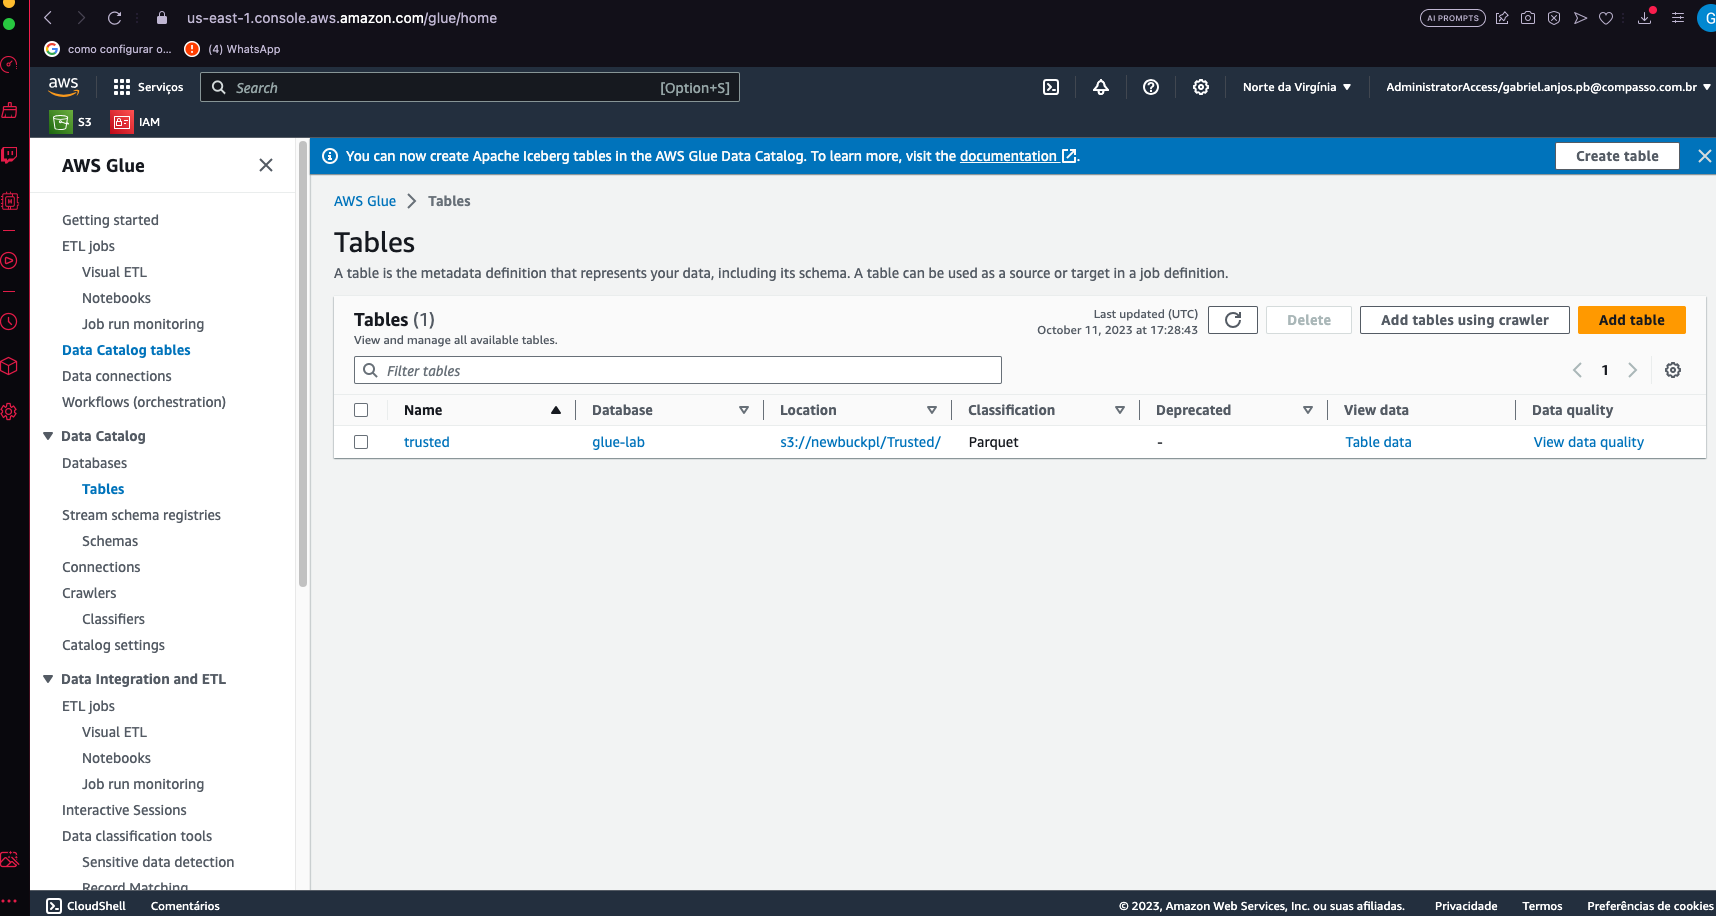 us-east-1.console.aws.amazon.com/glue/home
AI PROMPTS
G
como configurar o...
(4) WhatsApp
aws
Serviços
Search
[Option+S]
Norte da Virgínia
AdministratorAccess/gabriel.anjos.pb@compasso.com.br
S3
IAM
AWS Glue
Getting started
ETL jobs
Visual ETL
Notebooks
Job run monitoring
Data Catalog tables
Data connections
Workflows (orchestration)
Data Catalog
Databases
Tables
Stream schema registries
Schemas
Connections
Crawlers
Classifiers
Catalog settings
Data Integration and ETL
ETL jobs
Visual ETL
Notebooks
Job run monitoring
Interactive Sessions
Data classification tools
Sensitive data detection
Record Matching
You can now create Apache Iceberg tables in the AWS Glue Data Catalog. To learn more, visit the documentation.
Create table
AWS Glue > Tables
Tables
A table is the metadata definition that represents your data, including its schema. A table can be used as a source or target in a job definition.
Tables (1)
View and manage all available tables.
Last updated (UTC)
October 11, 2023 at 17:28:43
Delete
Add tables using crawler
Add table
Filter tables
1
Name Database Location Classification Deprecated View data Data quality
trusted glue-lab s3://newbuckpl/Trusted/ Parquet - Table data View data quality
CloudShell
Comentários
© 2023, Amazon Web Services, Inc. ou suas afiliadas.
Privacidade
Termos
Preferências de cookies